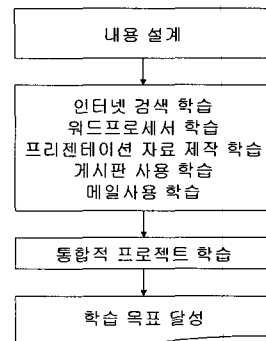 내용 설계
인터넷 검색 학습
워드프로세서 학습
프리젠테이션 자료 제작 학습
게시판 사용 학습
메일사용 학습
통합적 프로젝트 학습
학습 목표 달성